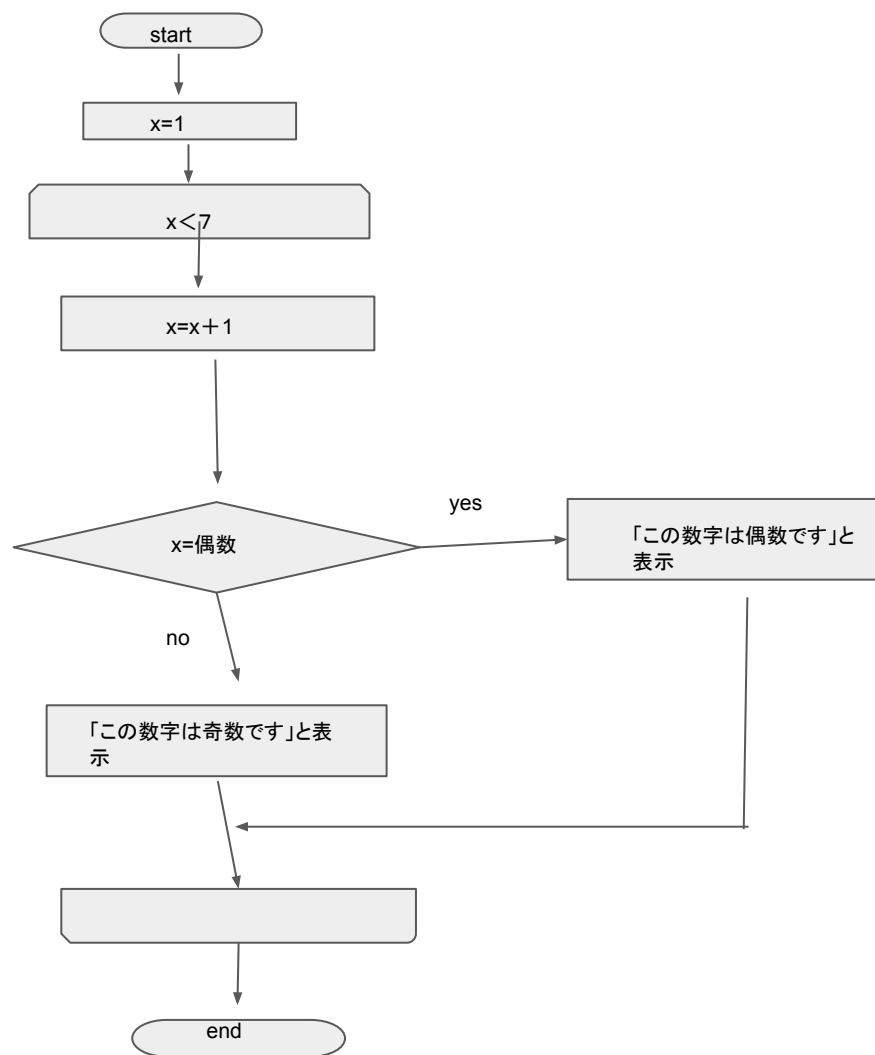 start
x=1
x＜7
x=x＋1
x=偶数
yes
「この数字は偶数です」と
表示
no
「この数字は奇数です」と表
示
end